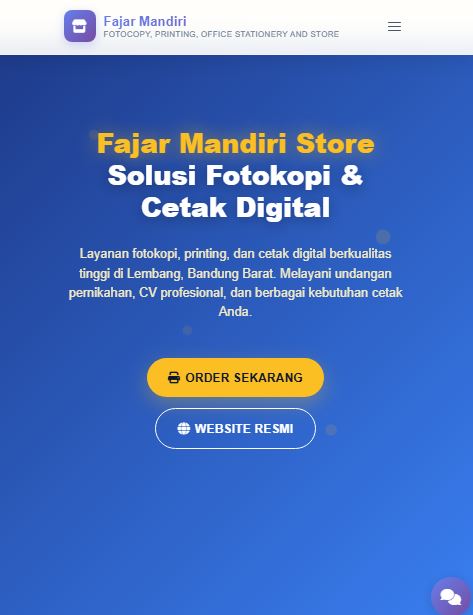 Fajar Mandiri
FOTOCOPY, PRINTING, OFFICE STATIONERY AND STORE
Fajar Mandiri Store
Solusi Fotokopi &
Cetak Digital
Layanan fotokopi, printing, dan cetak digital berkualitas
tinggi di Lembang, Bandung Barat. Melayani undangan
pernikahan, CV profesional, dan berbagai kebutuhan cetak
Anda.
ORDER SEKARANG
WEBSITE RESMI